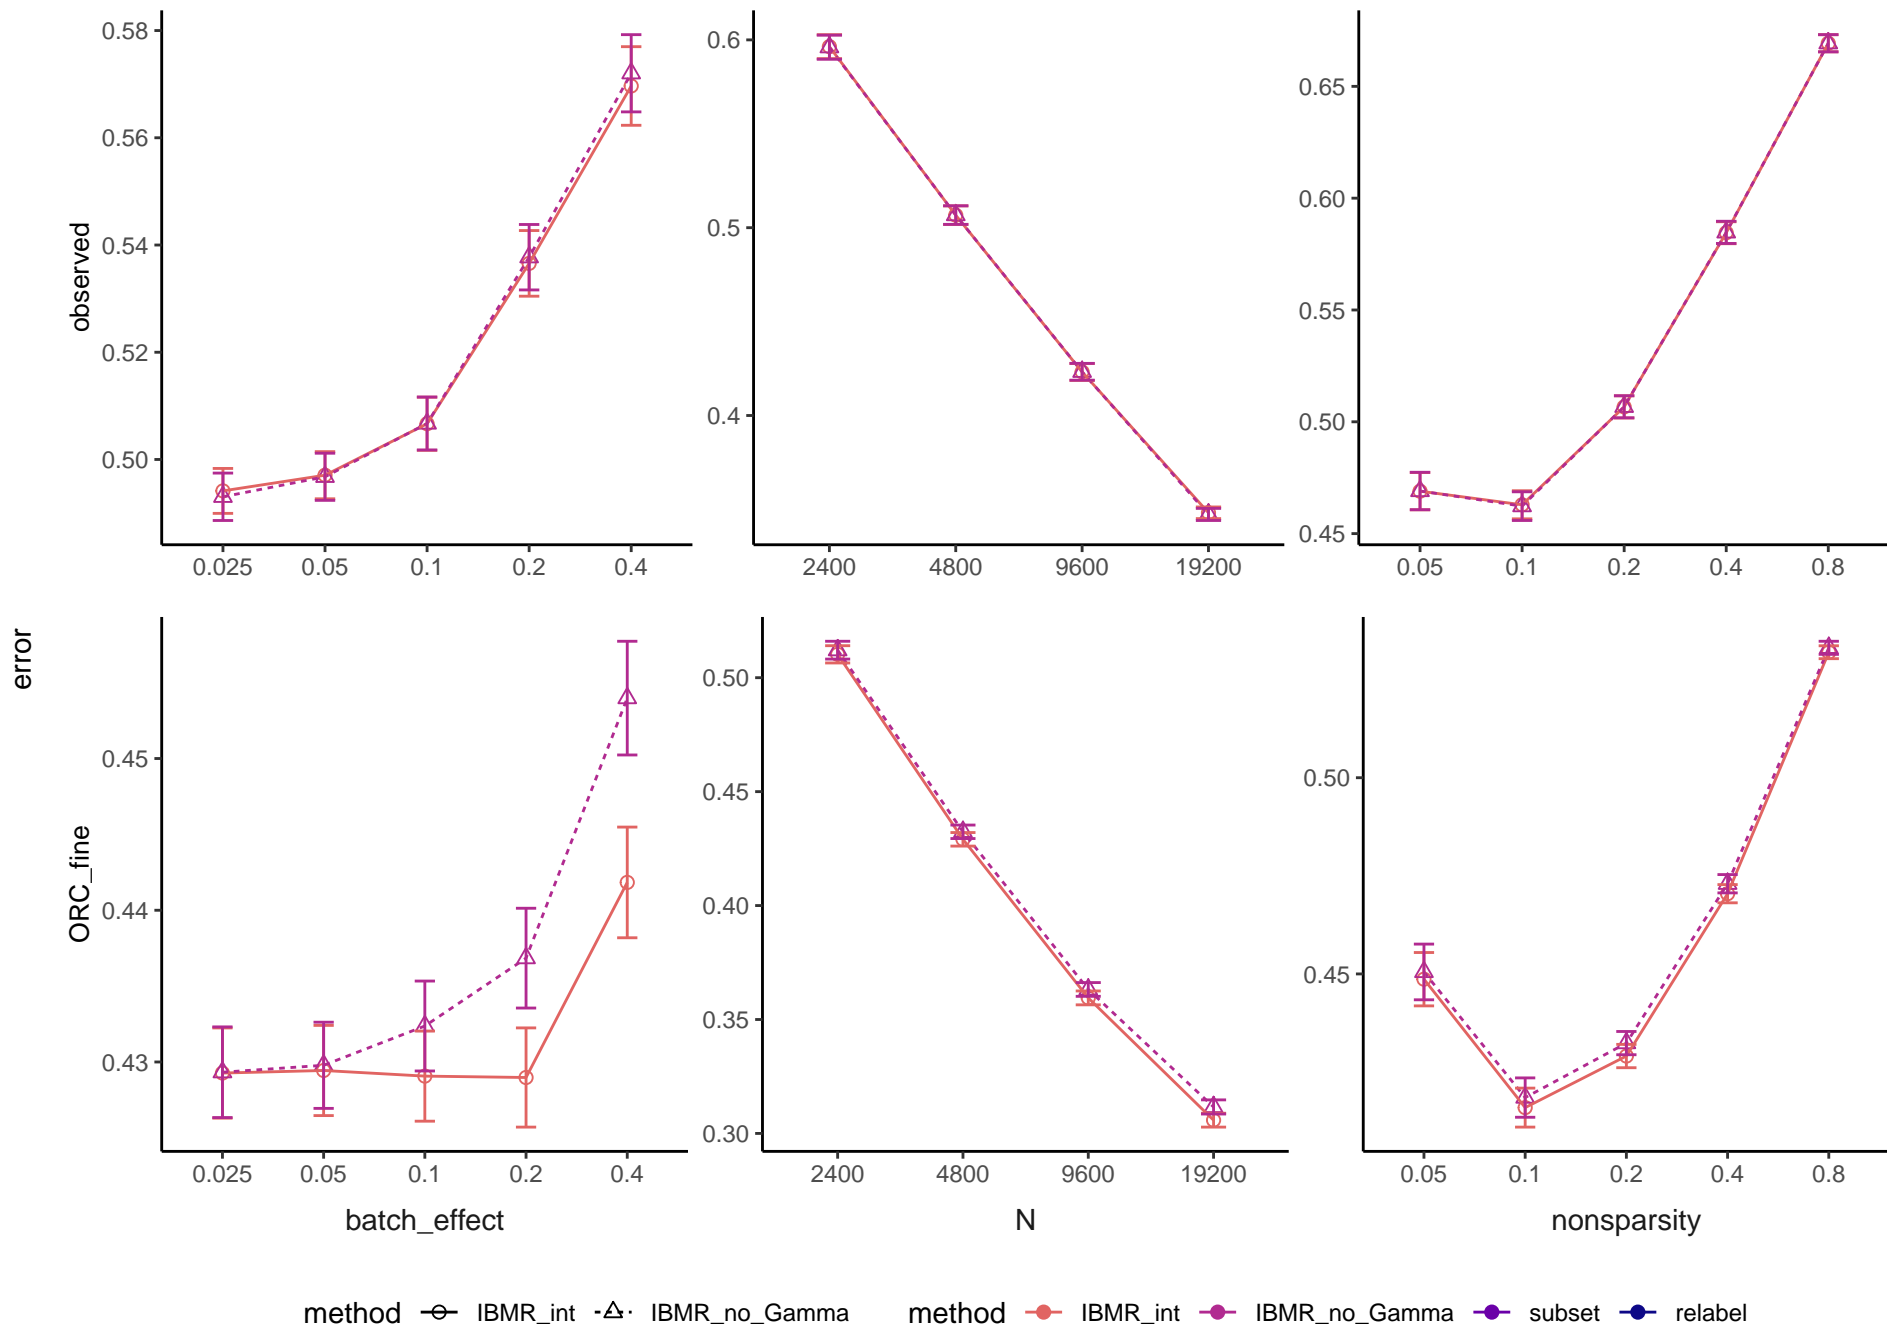 0.58
0.56
0.54
0.52
0.50
observed
0.025 0.05 0.1 0.2 0.4
0.6
0.5
0.4
2400 4800 9600 19200
0.65
0.60
0.55
0.50
0.45
0.05 0.1 0.2 0.4 0.8
error
ORC_fine
0.45
0.44
0.43
0.025 0.05 0.1 0.2 0.4
batch_effect
0.50
0.45
0.40
0.35
0.30
2400 4800 9600 19200
N
0.50
0.45
0.05 0.1 0.2 0.4 0.8
nonsparsity
method IBMR_int IBMR_no_Gamma method IBMR_int IBMR_no_Gamma subset relabel